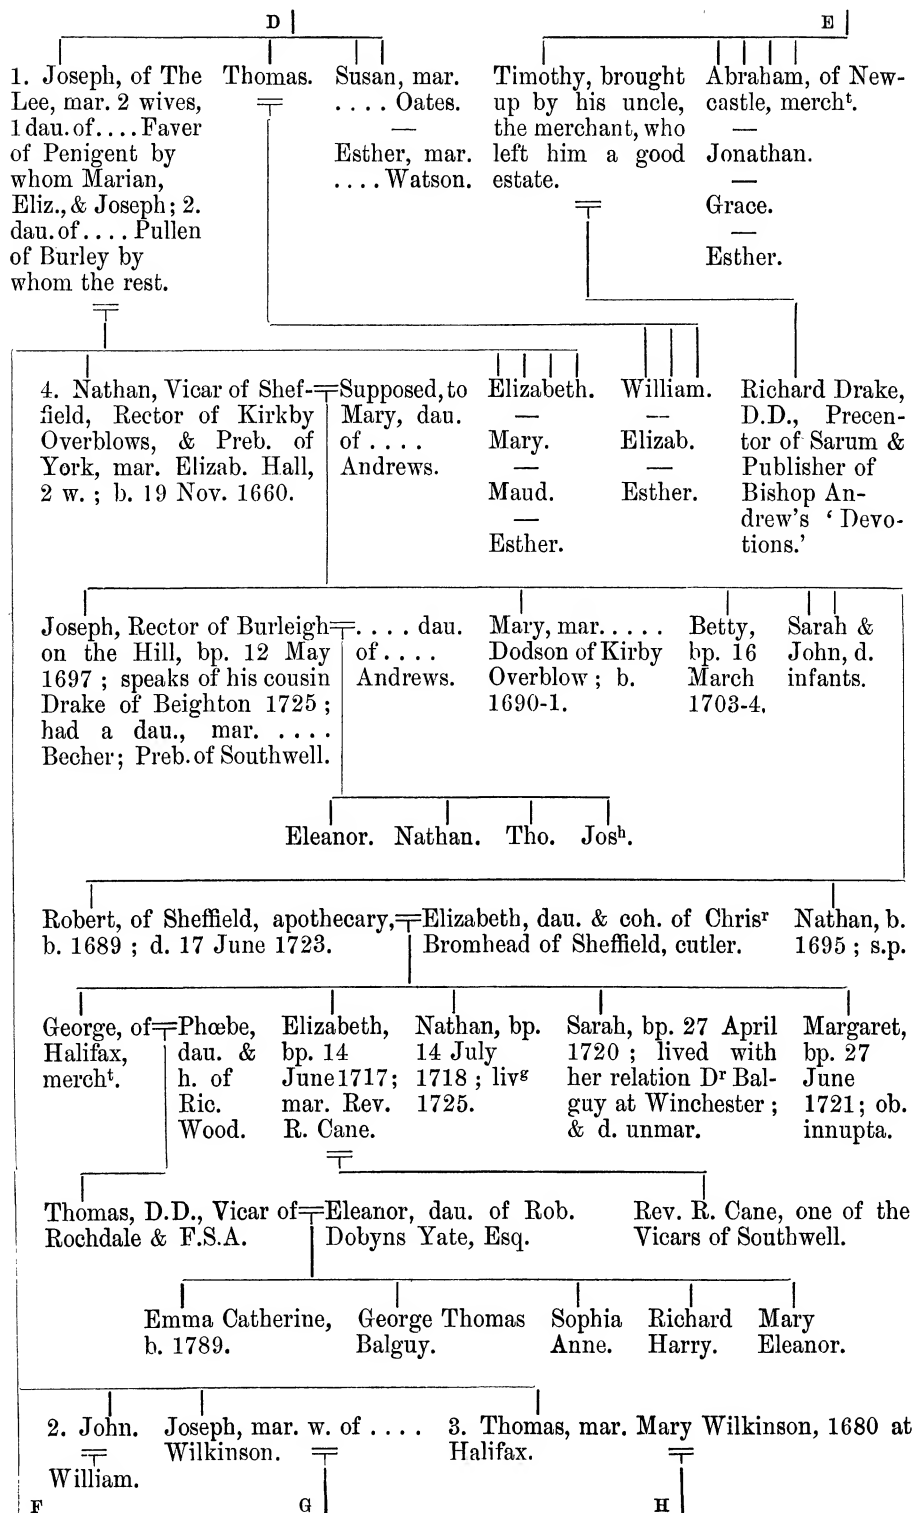 D
E
1. Joseph, of The
Lee, mar. 2 wives,
1 dau. of . . . . Faver
of Penigent by
whom Marian,
Eliz., & Joseph; 2.
dau. of . . . . Pullen
of Burley by
whom the rest.
Thomas.
Susan, mar.
. . . . Oates.
—
Esther, mar.
. . . . Watson.
Timothy, brought
up by his uncle,
the merchant, who
left him a good
estate.
Abraham, of New-
castle, mercht.
—
Jonathan.
—
Grace.
—
Esther.
4. Nathan, Vicar of Shef-
field, Rector of Kirkby
Overblows, & Preb. of
York, mar. Elizab. Hall,
2 w. ; b. 19 Nov. 1660.
Supposed, to
Mary, dau.
of . . . .
Andrews.
Elizabeth.
—
Mary.
—
Maud.
—
Esther.
William.
—
Elizab.
—
Esther.
Richard Drake,
D.D., Precen-
tor of Sarum &
Publisher of
Bishop An-
drew's ‘ Devo-
tions.’
Joseph, Rector of Burleigh
on the Hill, bp. 12 May
1697 ; speaks of his cousin
Drake of Beighton 1725 ;
had a dau., mar. . . . .
Becher; Preb. of Southwell.
. . . . dau.
of . . . .
Andrews.
Mary, mar. . . . .
Dodson of Kirby
Overblow ; b.
1690-1.
Betty,
bp. 16
March
1703-4.
Sarah &
John, d.
infants.
Eleanor. Nathan. Tho. Josh.
Robert, of Sheffield, apothecary,
b. 1689 ; d. 17 June 1723.
Elizabeth, dau. & coh. of Chrisr
Bromhead of Sheffield, cutler.
Nathan, b.
1695 ; s.p.
George, of
Halifax,
mercht.
Phœbe,
dau. &
h. of
Ric.
Wood.
Elizabeth,
bp. 14
June 1717;
mar. Rev.
R. Cane.
Nathan, bp.
14 July
1718 ; livg
1725.
Sarah, bp. 27 April
1720 ; lived with
her relation Dr Bal-
guy at Winchester ;
& d. unmar.
Margaret,
bp. 27
June
1721; ob.
innupta.
Thomas, D.D., Vicar of
Rochdale & F.S.A.
Eleanor, dau. of Rob.
Dobyns Yate, Esq.
Rev. R. Cane, one of the
Vicars of Southwell.
Emma Catherine,
b. 1789.
George Thomas
Balguy.
Sophia
Anne.
Richard
Harry.
Mary
Eleanor.
2. John.
William.
Joseph, mar. w. of . . . .
Wilkinson.
3. Thomas, mar. Mary Wilkinson, 1680 at
Halifax.
F
G
H